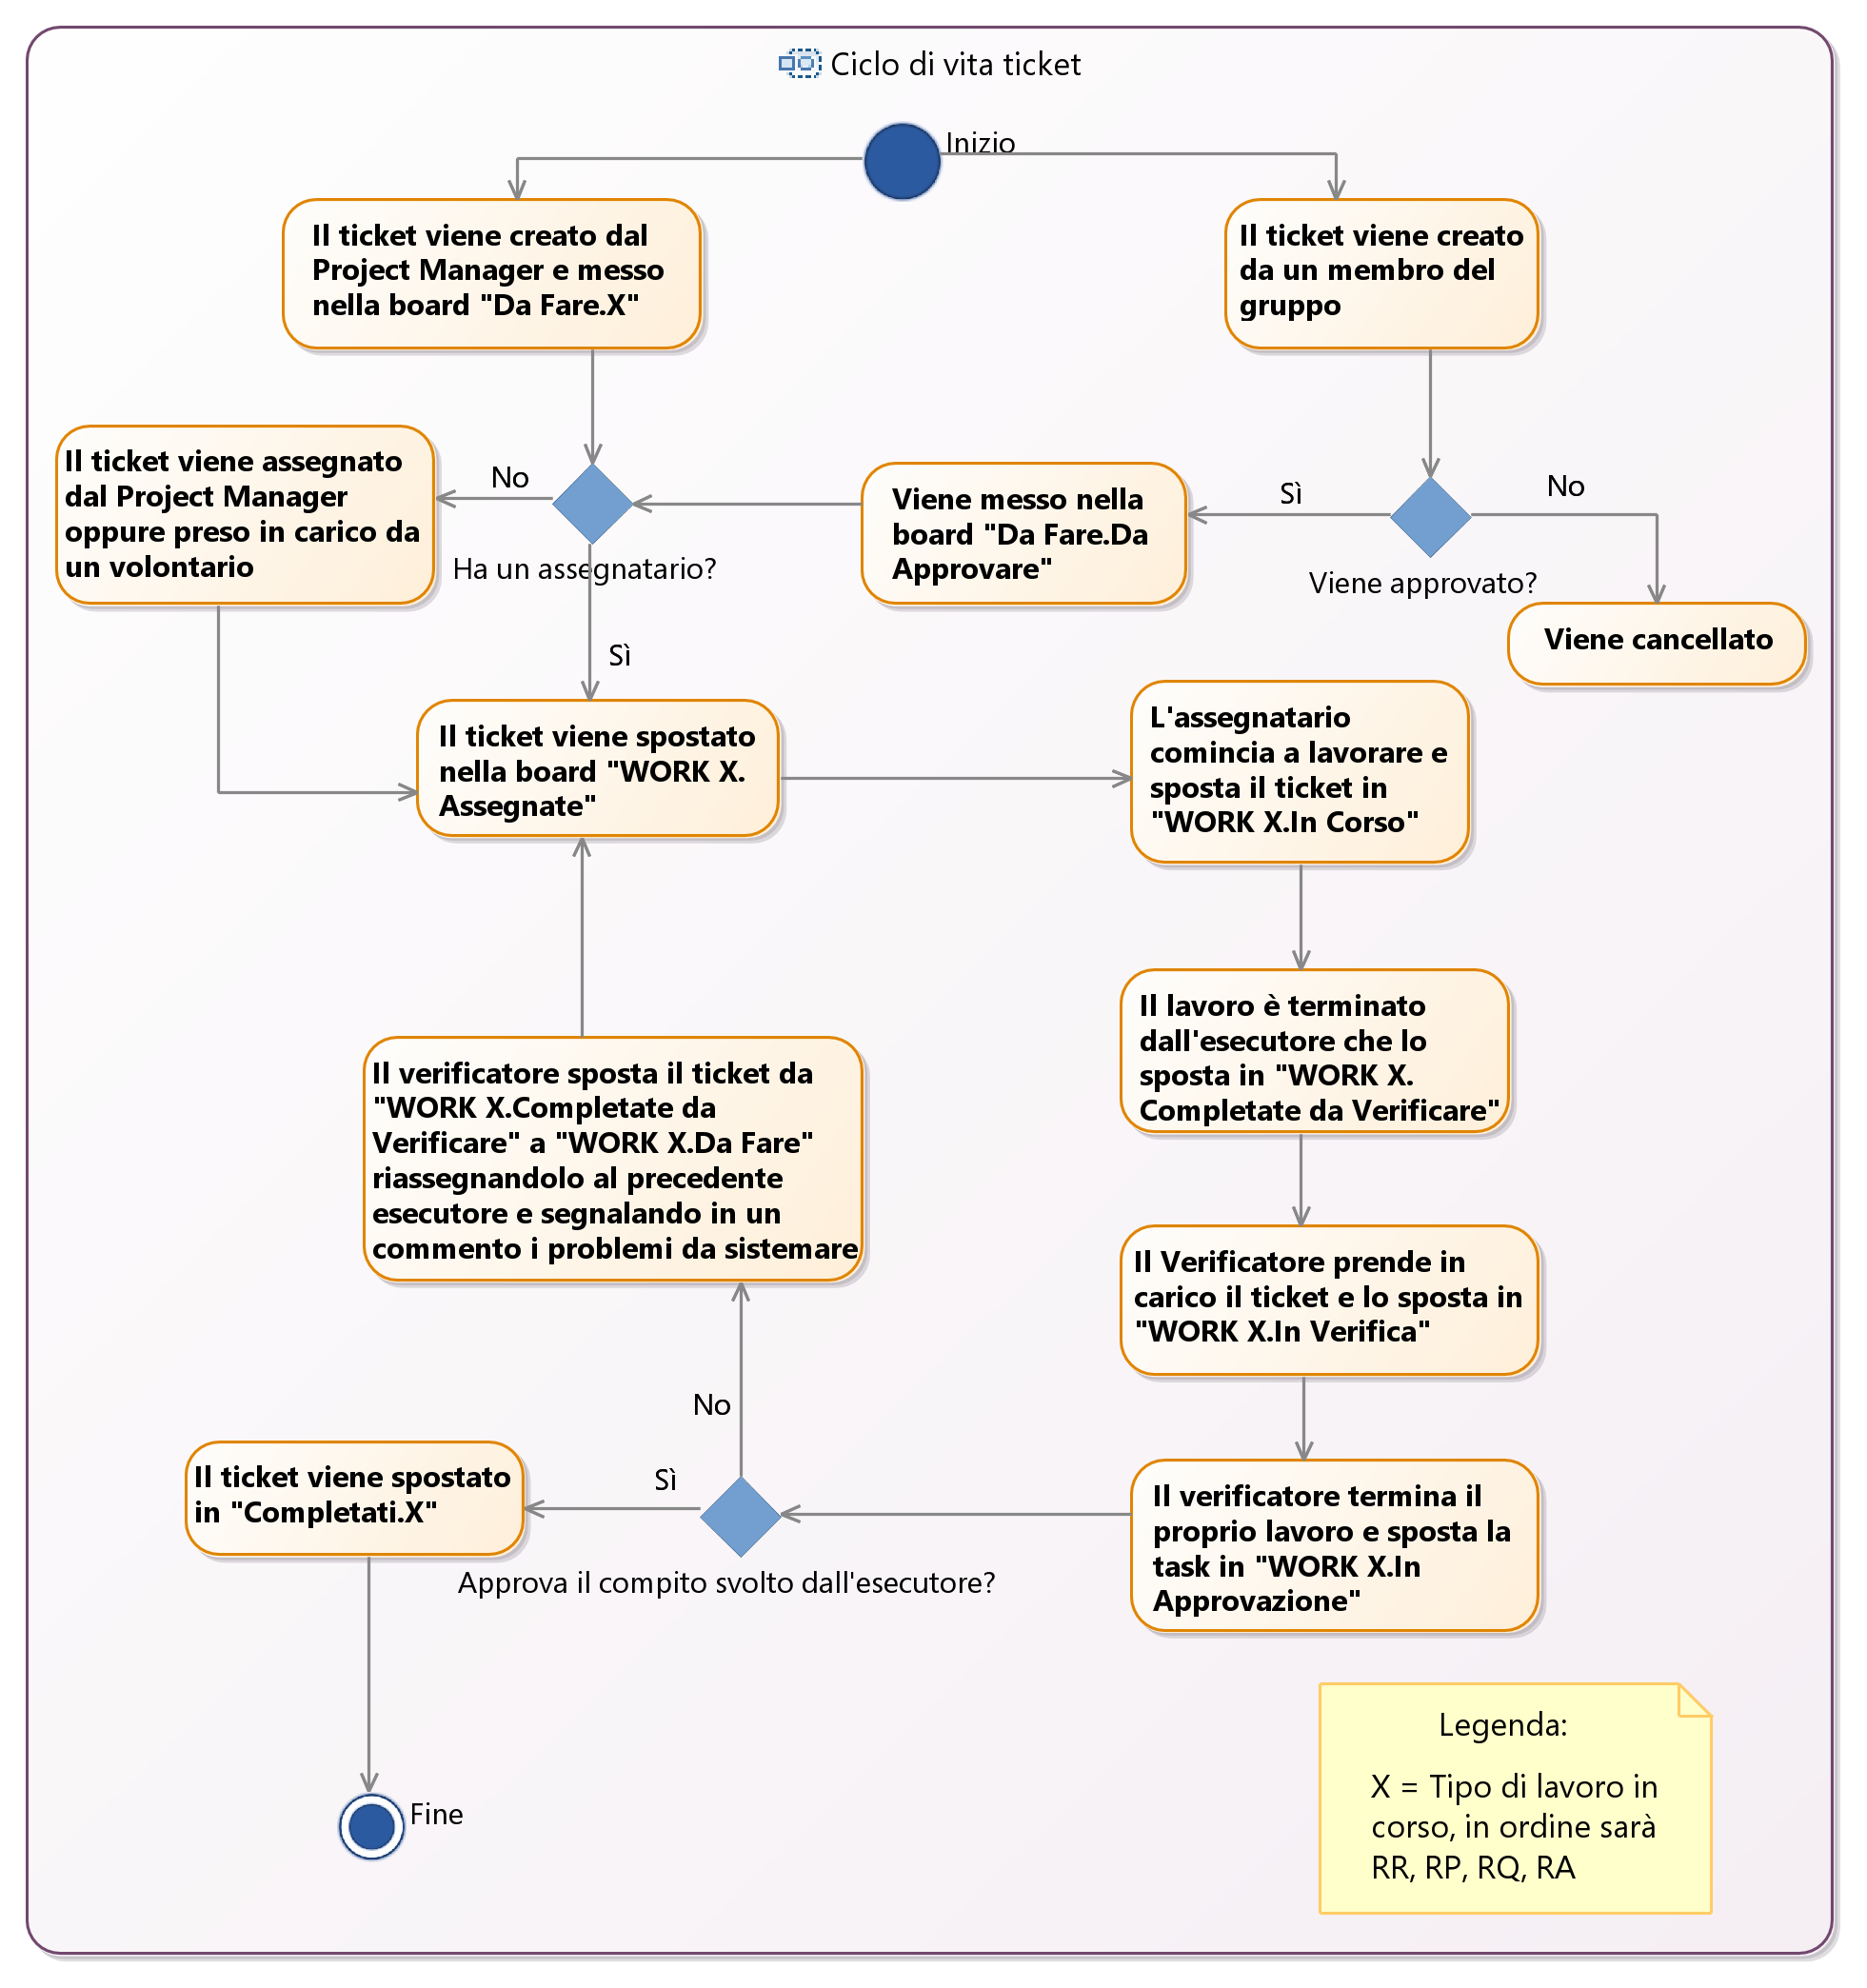 Ciclo di vita ticket
Inizio
Il ticket viene creato dal
Project Manager e messo
nella board "Da Fare.X"
Il ticket viene creato
da un membro del
gruppo
Il ticket viene assegnato
dal Project Manager
oppure preso in carico da
un volontario
No
Ha un assegnatario?
Sì
Viene messo nella
board "Da Fare.Da
Approvare"
Sì
No
Viene approvato?
Viene cancellato
Il ticket viene spostato
nella board "WORK X.
Assegnate"
L'assegnatario
comincia a lavorare e
sposta il ticket in
"WORK X.In Corso"
Il lavoro è terminato
dall'esecutore che lo
sposta in "WORK X.
Completate da Verificare"
Il verificatore sposta il ticket da
"WORK X.Completate da
Verificare" a "WORK X.Da Fare"
riassegnandolo al precedente
esecutore e segnalando in un
commento i problemi da sistemare
Il Verificatore prende in
carico il ticket e lo sposta in
"WORK X.In Verifica"
No
Sì
Il ticket viene spostato
in "Completati.X"
Approva il compito svolto dall'esecutore?
Il verificatore termina il
proprio lavoro e sposta la
task in "WORK X.In
Approvazione"
Fine
Legenda:
X = Tipo di lavoro in
corso, in ordine sarà
RR, RP, RQ, RA